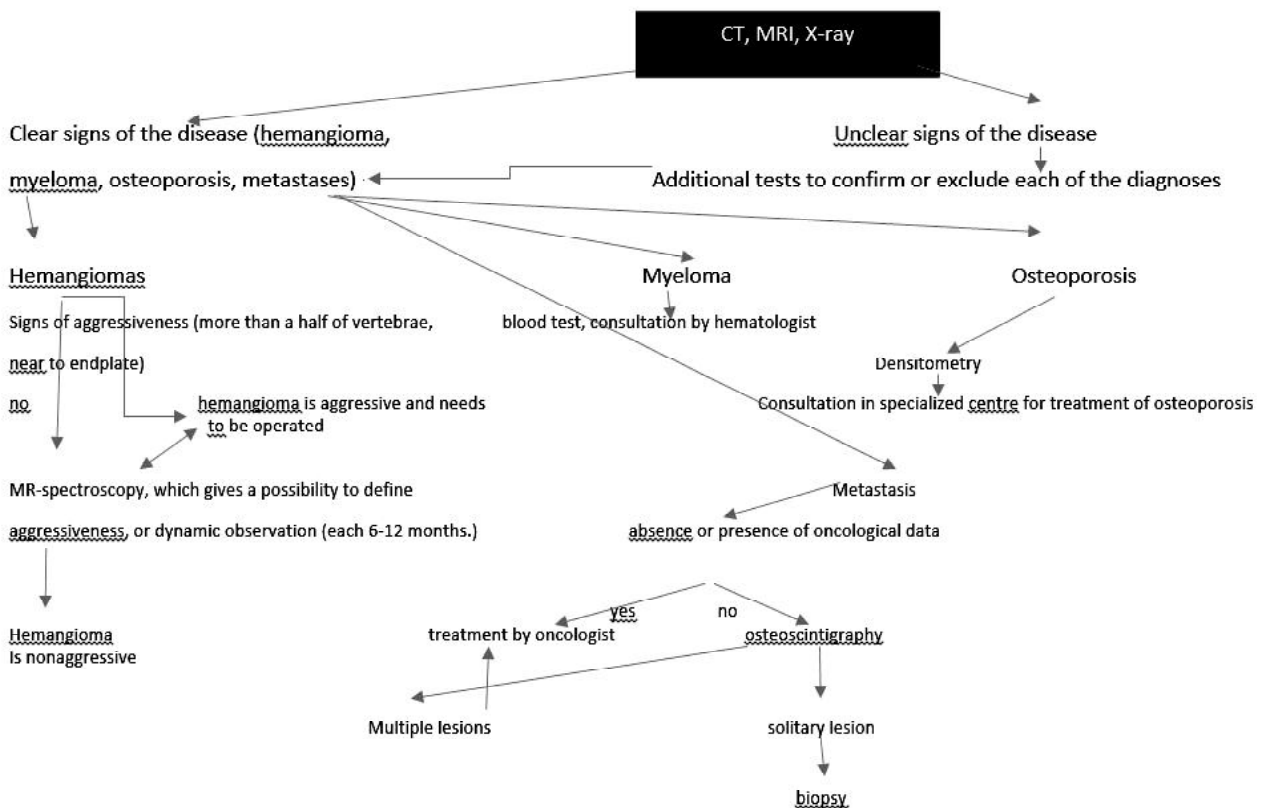 CT, MRI, X-ray
Clear signs of the disease (hemangioma,
myeloma, osteoporosis, metastases)
Unclear signs of the disease
Additional tests to confirm or exclude each of the diagnoses
Hemangiomas
Signs of aggressiveness (more than a half of vertebrae,
near to endplate)
no
hemangioma is aggressive and needs
to be operated
MR-spectroscopy, which gives a possibility to define
aggressiveness, or dynamic observation (each 6-12 months.)
Hemangioma
Is nonaggressive
Myeloma
blood test, consultation by hematologist
Osteoporosis
Densitometry
Consultation in specialized centre for treatment of osteoporosis
Metastasis
absence or presence of oncological data
yes
no
treatment by oncologist
osteoscintigraphy
Multiple lesions
solitary lesion
biopsy